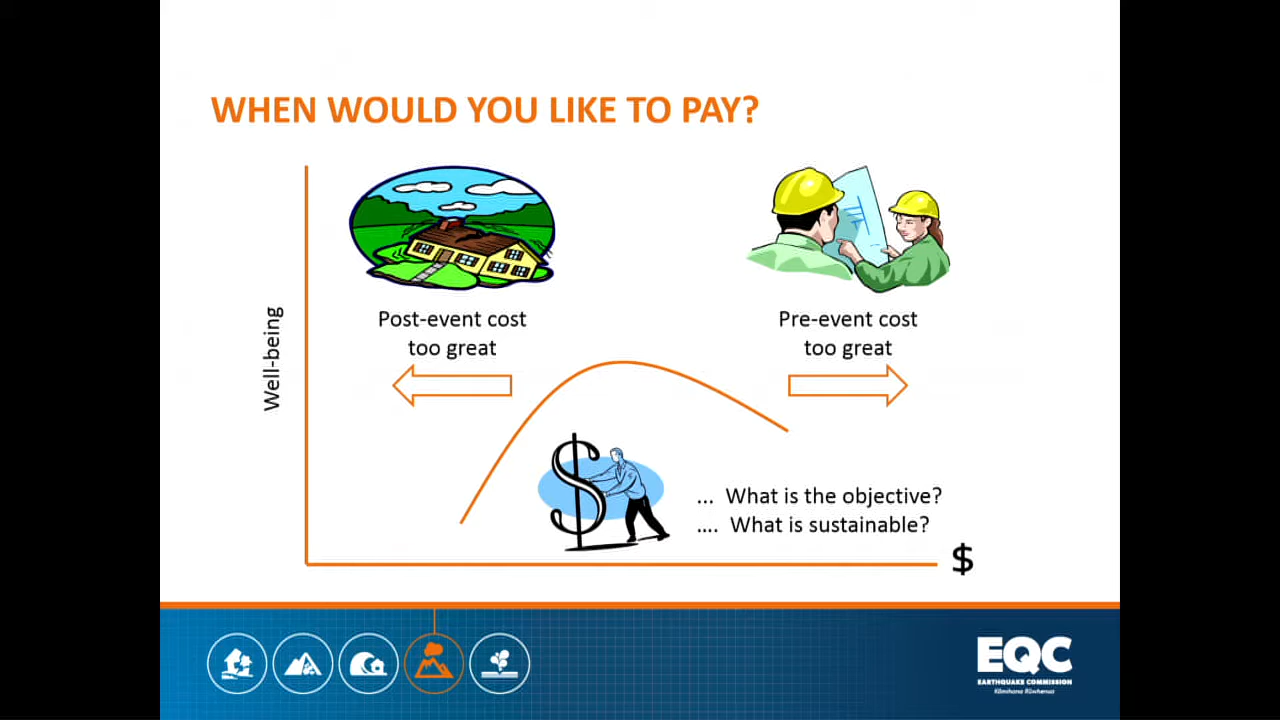 WHEN WOULD YOU LIKE TO PAY?
Well-being
Post-event cost
too great
Pre-event cost
too great
... What is the objective?
.... What is sustainable?
$
$
EQC
EARTHQUAKE COMMISSION